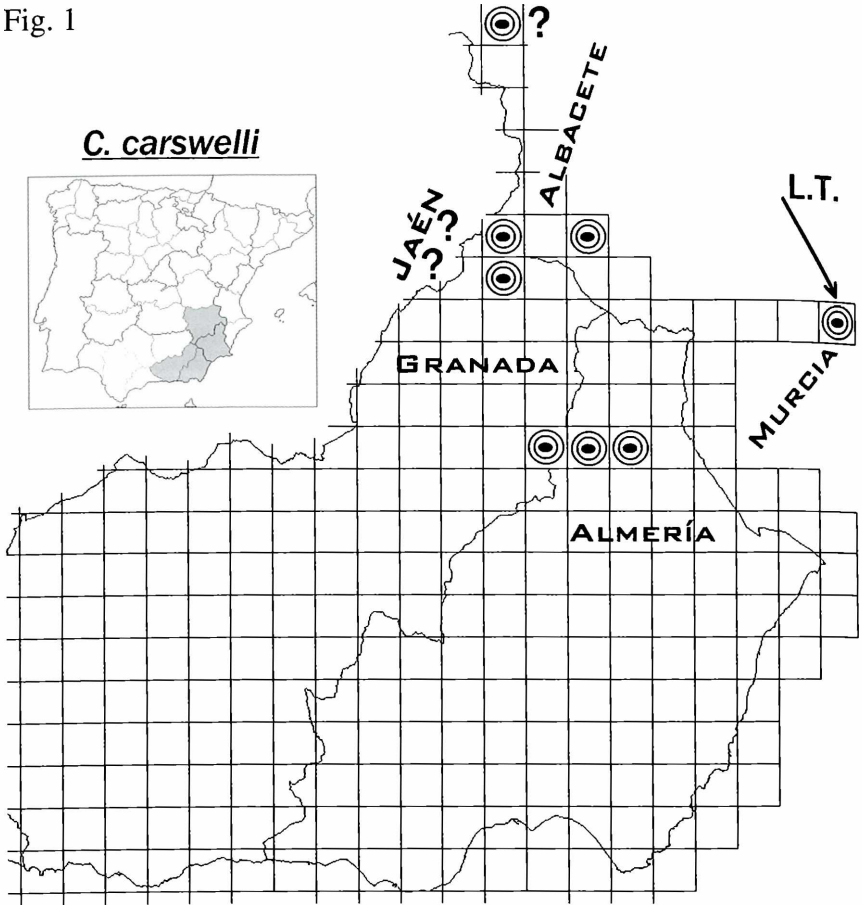 Fig. 1
?
ALBACETE
C. carswelli
L.T.
JAÉN
?
?
GRANADA
MURCIA
ALMERÍA